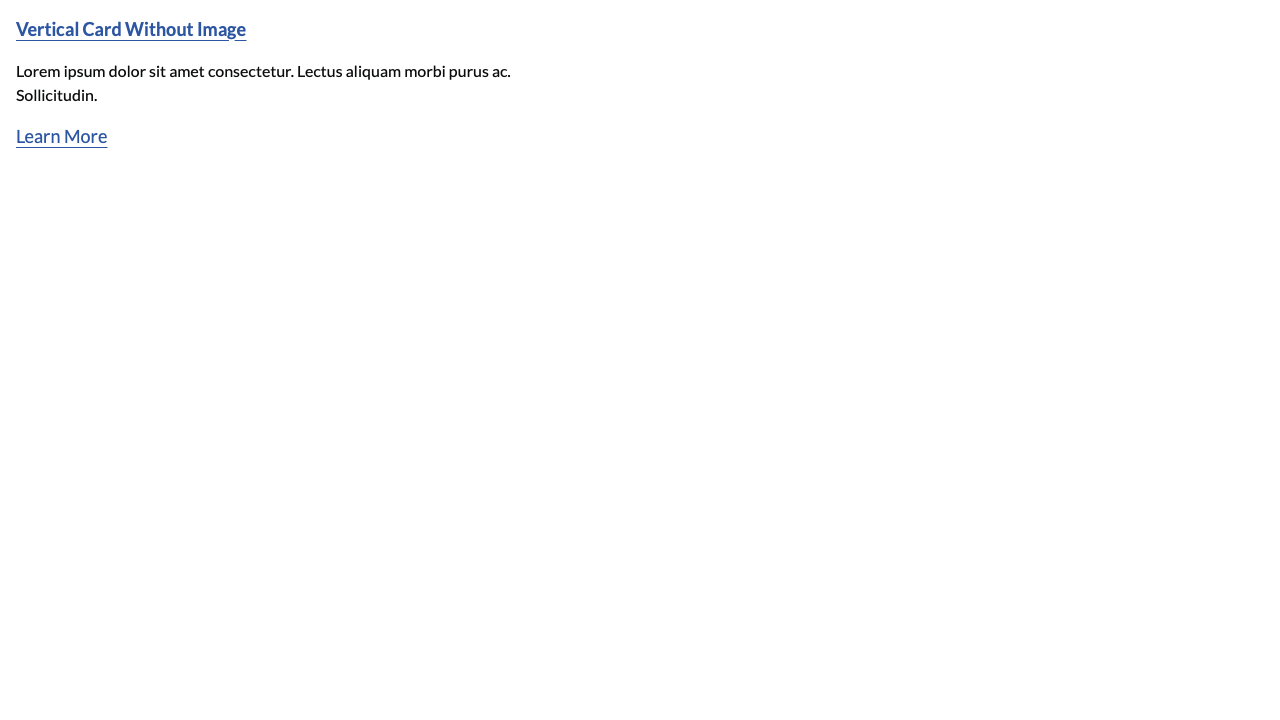 Vertical Card Without Image
Lorem ipsum dolor sit amet consectetur. Lectus aliquam morbi purus ac.
Sollicitudin.
Learn More